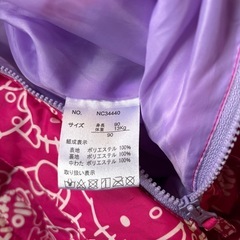 NO. NC34440
サイズ 身長 90
体重 13KG
90
組成表示
表地 ポリエステル 100%
裏地 ポリエステル 100%
中わた ポリエステル 100%
取り扱い表示